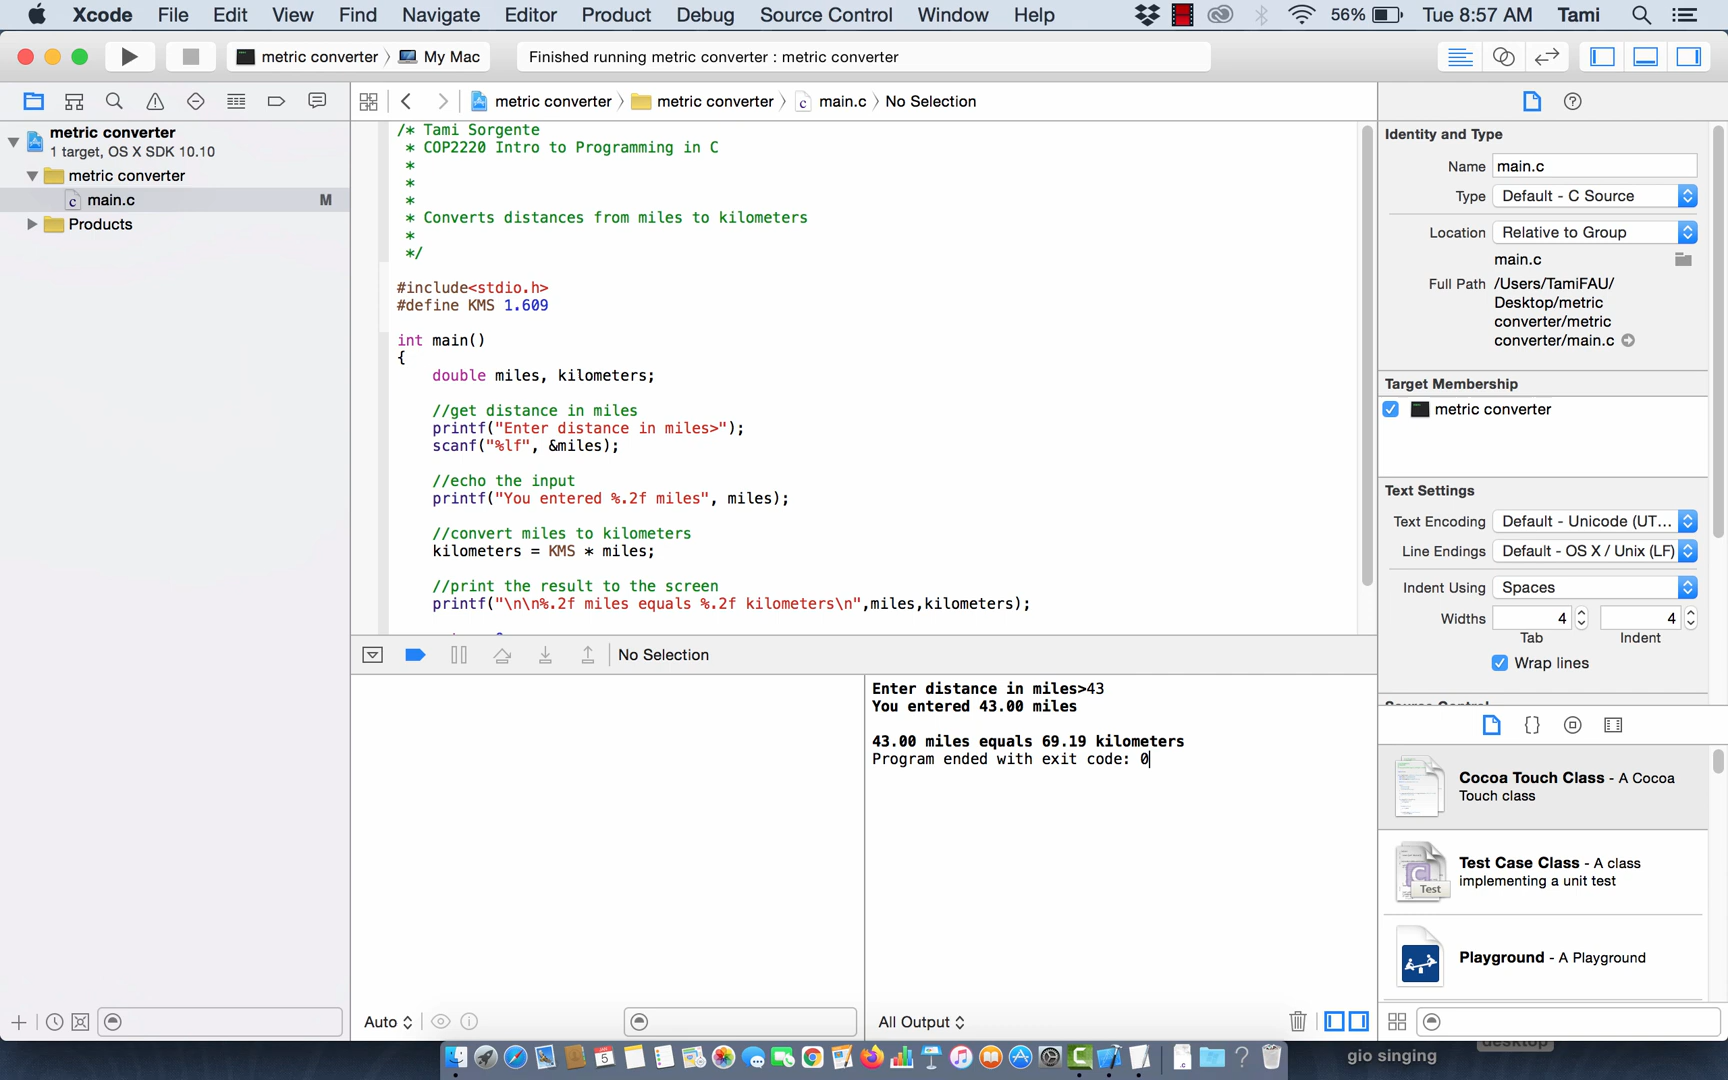 Xcode File Edit View Find Navigate Editor Product Debug Source Control Window Help 56% Tue 8:57 AM Tami
metric converter My Mac Finished running metric converter : metric converter
metric converter metric converter main.c No Selection
metric converter
1 target, OS X SDK 10.10
metric converter
main.c M
Products
/* Tami Sorgente
* COP2220 Intro to Programming in C
*
*
*
* Converts distances from miles to kilometers
*
*/
#include<stdio.h>
#define KMS 1.609
int main()
{
double miles, kilometers;
//get distance in miles
printf("Enter distance in miles>");
scanf("%lf", &miles);
//echo the input
printf("You entered %.2f miles", miles);
//convert miles to kilometers
kilometers = KMS * miles;
//print the result to the screen
printf("\n\n%.2f miles equals %.2f kilometers\n",miles,kilometers);
No Selection
Enter distance in miles>43
You entered 43.00 miles
43.00 miles equals 69.19 kilometers
Program ended with exit code: 0
Auto
All Output
Identity and Type
Name main.c
Type Default - C Source
Location Relative to Group
main.c
Full Path /Users/TamiFAU/
Desktop/metric
converter/metric
converter/main.c
Target Membership
metric converter
Text Settings
Text Encoding Default - Unicode (UT...
Line Endings Default - OS X / Unix (LF)
Indent Using Spaces
Widths 4 4
Tab Indent
Wrap lines
Cocoa Touch Class - A Cocoa
Touch class
Test Case Class - A class
implementing a unit test
Test
Playground - A Playground
desktop
gio singing